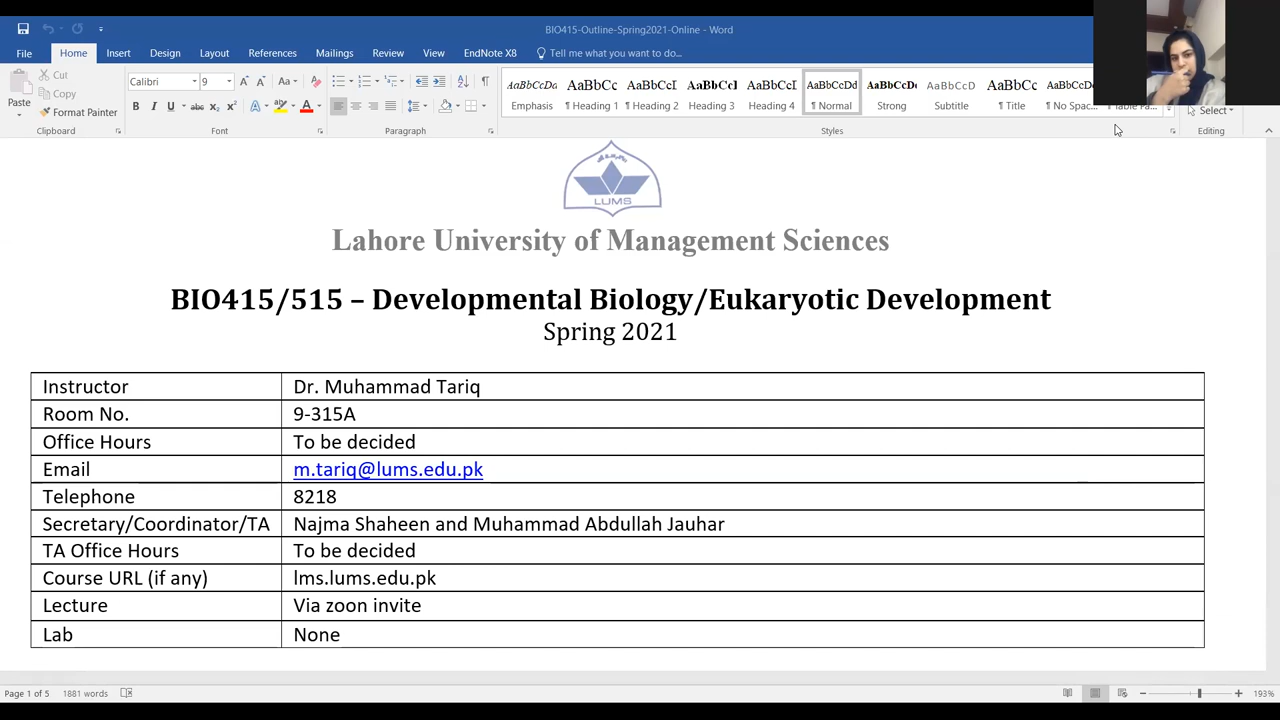 BIO415-Outline-Spring2021-Online - Word
File Home Insert Design Layout References Mailings Review View EndNote X8 Tell me what you want to do...
Cut
Copy
Format Painter
Paste
Calibri 9
AaBbCcDc AaBbC AaBbCcI AaBbCcI AaBbCcI AaBbCcDd AaBbCcDc AaBbCcD AaBbC AaBbCcDc
Emphasis ¶ Heading 1 ¶ Heading 2 Heading 3 Heading 4 ¶ Normal Strong Subtitle ¶ Title ¶ No Spac...
Select
Clipboard Font Paragraph Styles Editing
LUMS
Lahore University of Management Sciences
BIO415/515 – Developmental Biology/Eukaryotic Development
Spring 2021
Instructor Dr. Muhammad Tariq
Room No. 9-315A
Office Hours To be decided
Email m.tariq@lums.edu.pk
Telephone 8218
Secretary/Coordinator/TA Najma Shaheen and Muhammad Abdullah Jauhar
TA Office Hours To be decided
Course URL (if any) lms.lums.edu.pk
Lecture Via zoon invite
Lab None
Page 1 of 5 1881 words 193%